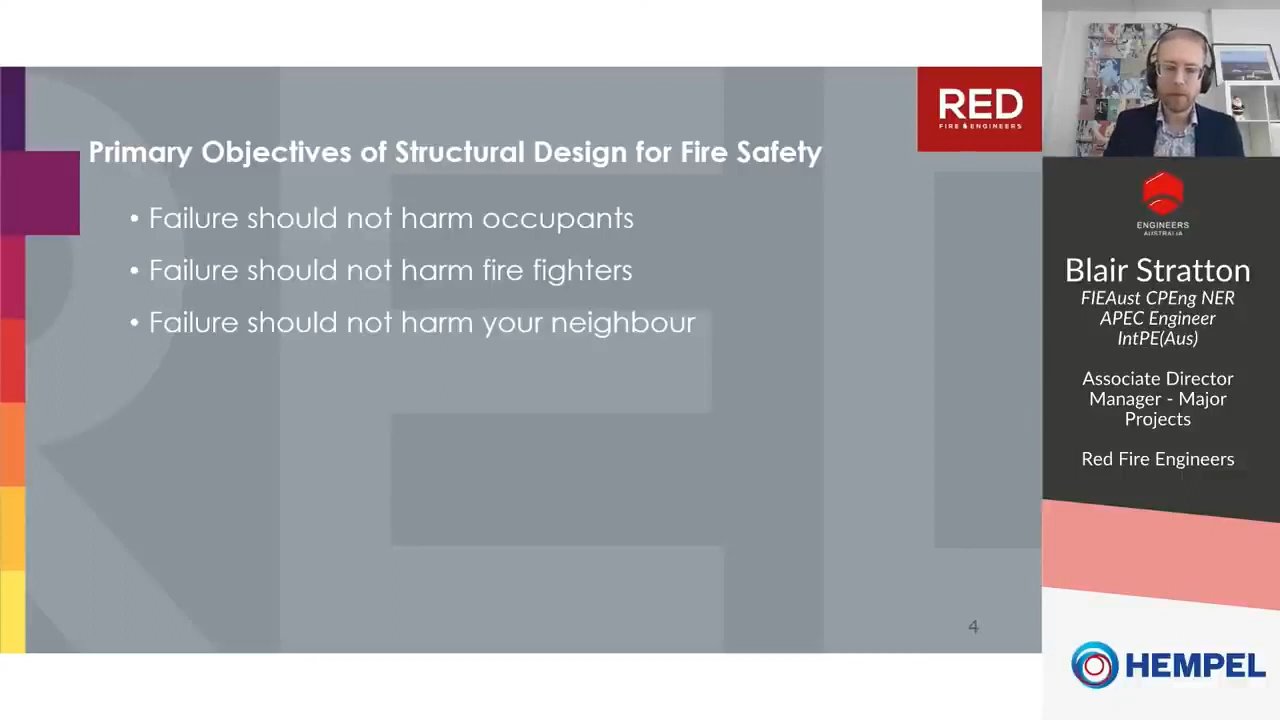 RED
FIRE ENGINEERS
Primary Objectives of Structural Design for Fire Safety
• Failure should not harm occupants
• Failure should not harm fire fighters
• Failure should not harm your neighbour
4
ENGINEERS
AUSTRALIA
Blair Stratton
FIEAust CPEng NER
APEC Engineer
IntPE(Aus)
Associate Director
Manager - Major
Projects
Red Fire Engineers
HEMPEL